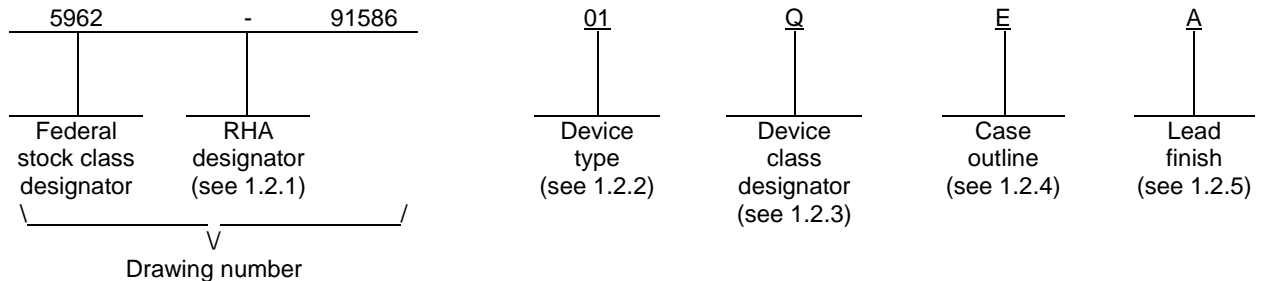 5962 - 91586 01 Q E A
Federal RHA Device Device Case Lead
stock class designator type class outline finish
designator (see 1.2.1) (see 1.2.2) designator (see 1.2.4) (see 1.2.5)
(see 1.2.3)
Drawing number